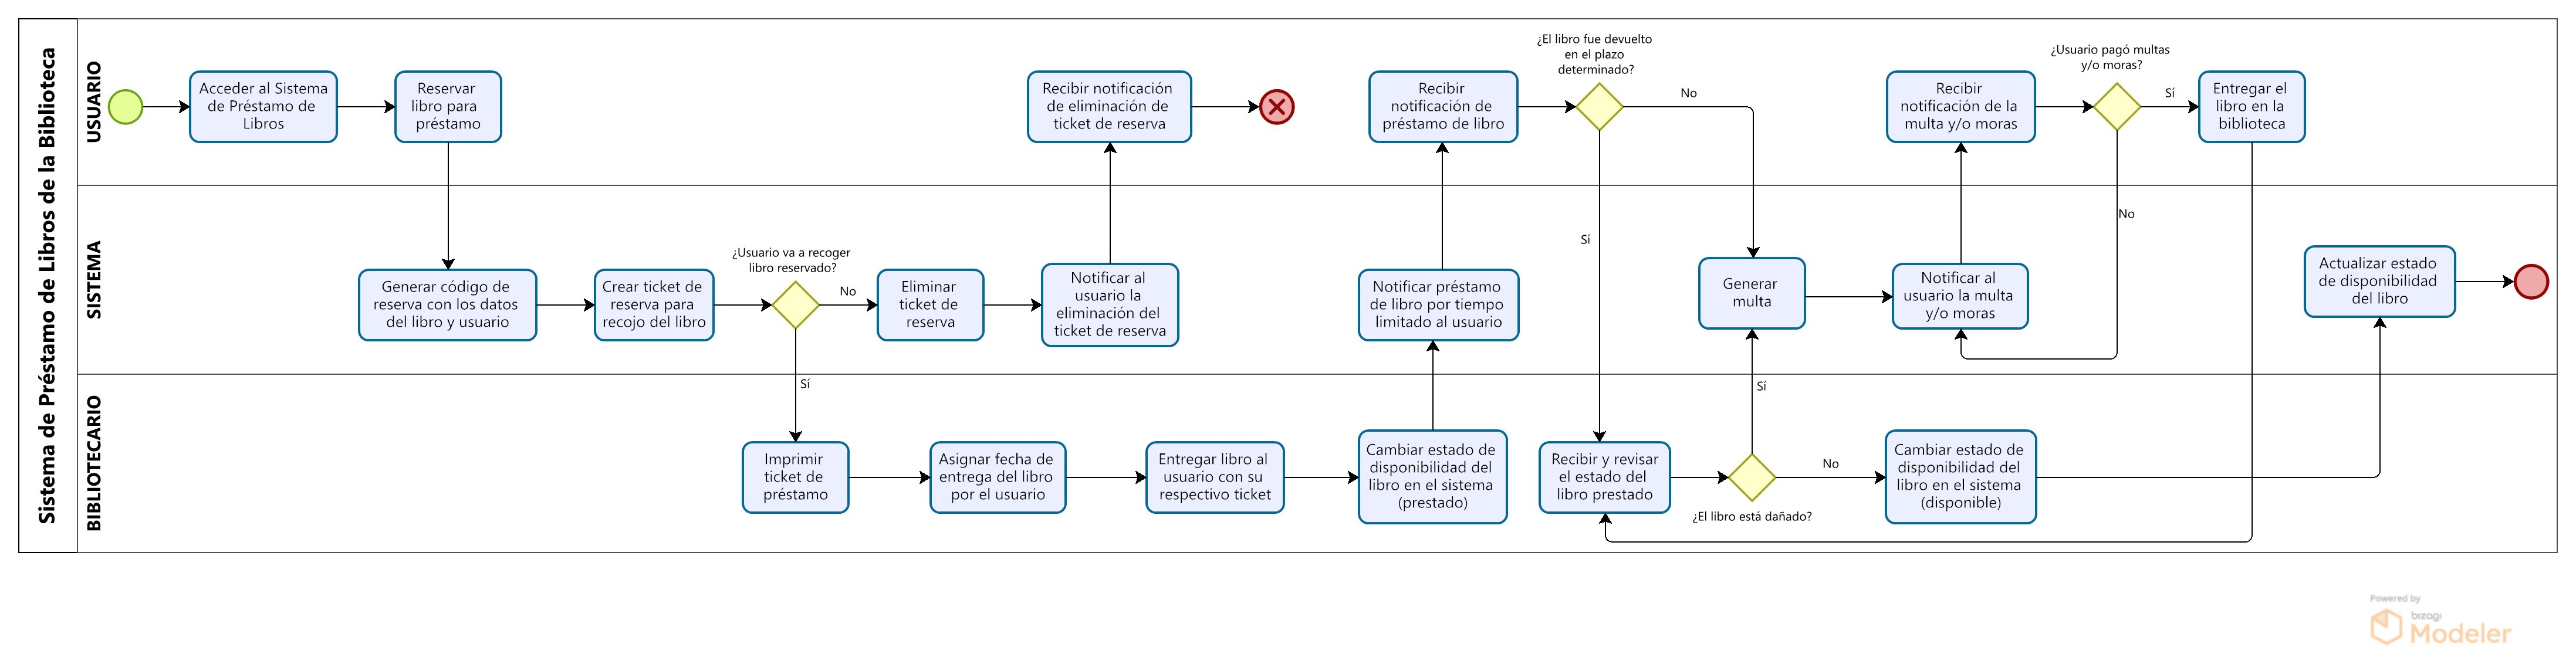 Sistema de Préstamo de Libros de la Biblioteca
USUARIO
Acceder al Sistema
de Préstamo de
Libros
Reservar
libro para
préstamo
Recibir notificación
de eliminación de
ticket de reserva
Recibir
notificación de
préstamo de libro
¿El libro fue devuelto
en el plazo
determinado?
No
Sí
Recibir
notificación de la
multa y/o moras
¿Usuario pagó multas
y/o moras?
Sí
No
Entregar el
libro en la
biblioteca
SISTEMA
Generar código de
reserva con los datos
del libro y usuario
Crear ticket de
reserva para
recojo del libro
¿Usuario va a recoger
libro reservado?
No
Sí
Eliminar
ticket de
reserva
Notificar al
usuario la
eliminación del
ticket de reserva
Notificar préstamo
de libro por tiempo
limitado al usuario
Generar
multa
Notificar al
usuario la multa
y/o moras
Actualizar estado
de disponibilidad
del libro
BIBLIOTECARIO
Imprimir
ticket de
préstamo
Asignar fecha de
entrega del libro
por el usuario
Entregar libro al
usuario con su
respectivo ticket
Cambiar estado de
disponibilidad del
libro en el sistema
(prestado)
Recibir y revisar
el estado del
libro prestado
Sí
No
¿El libro está dañado?
Cambiar estado de
disponibilidad del
libro en el sistema
(disponible)
Powered by
bizagi
Modeler